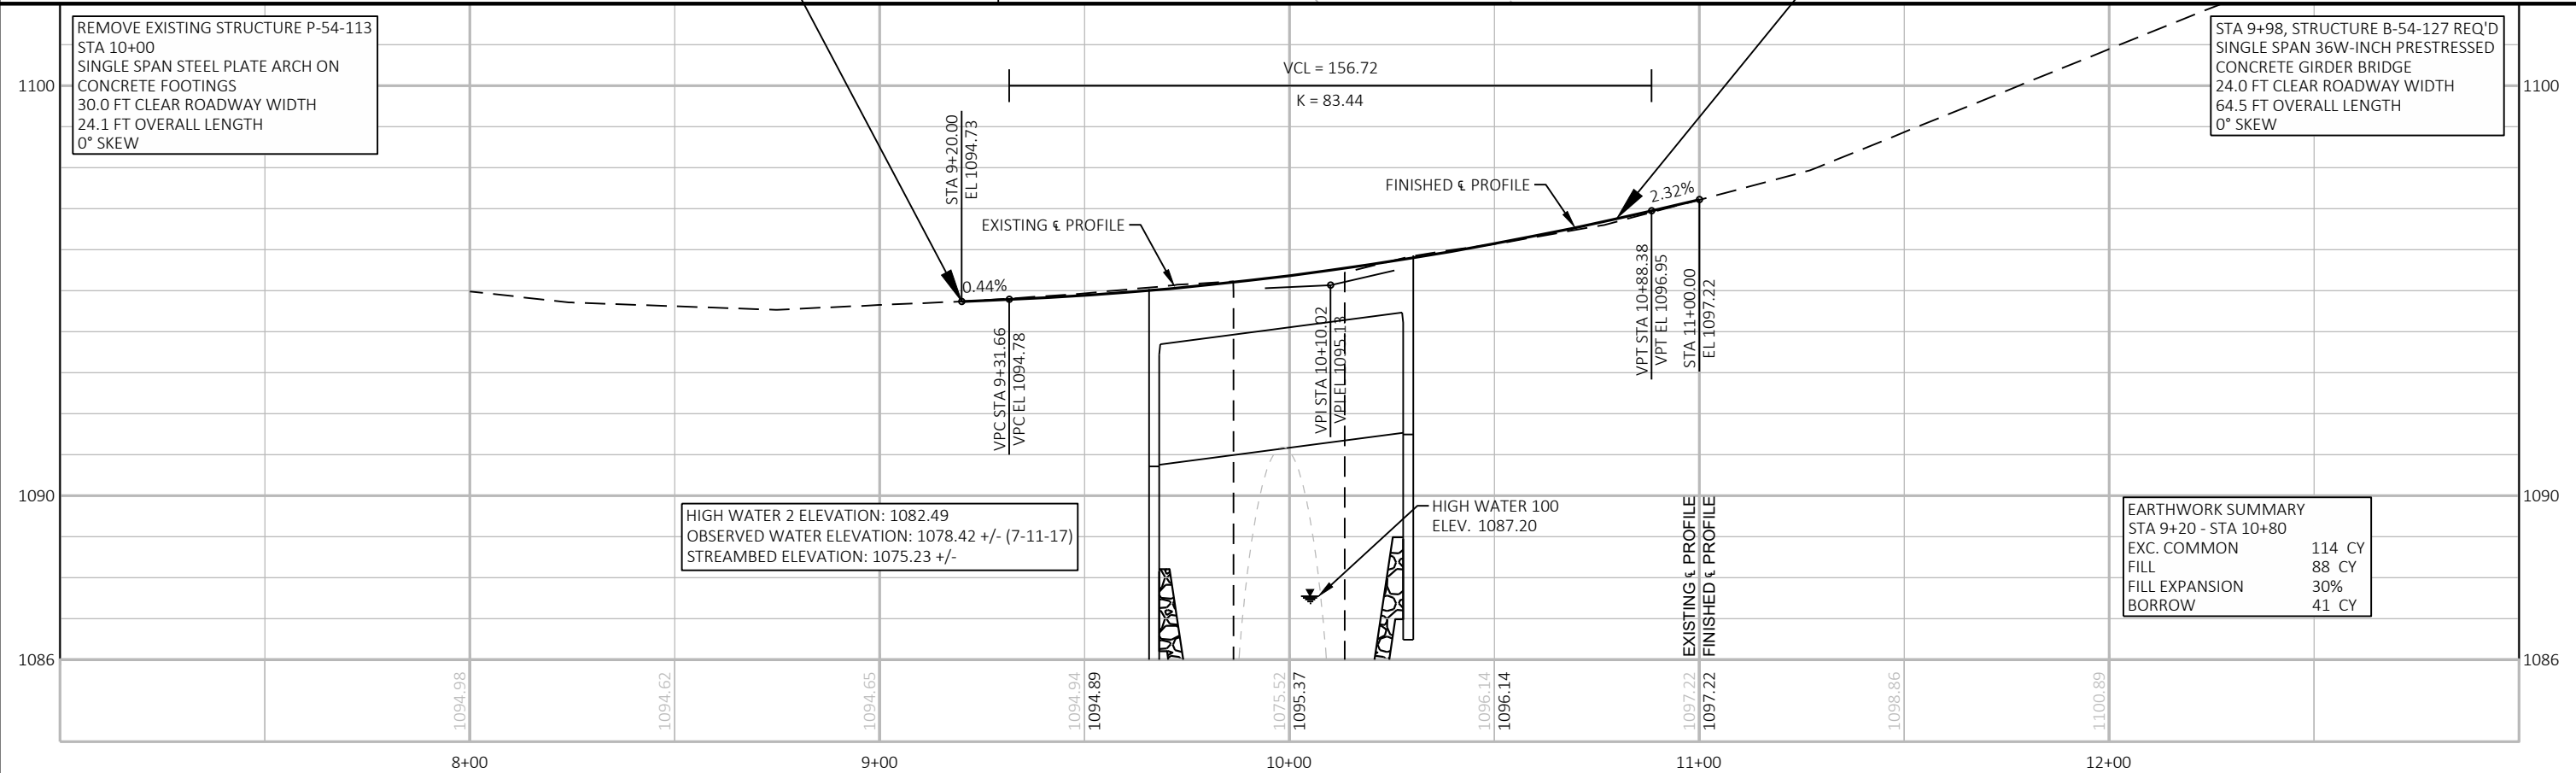 REMOVE EXISTING STRUCTURE P-54-113
STA 10+00
SINGLE SPAN STEEL PLATE ARCH ON
CONCRETE FOOTINGS
30.0 FT CLEAR ROADWAY WIDTH
24.1 FT OVERALL LENGTH
0° SKEW
STA 9+98, STRUCTURE B-54-127 REQ'D
SINGLE SPAN 36W-INCH PRESTRESSED
CONCRETE GIRDER BRIDGE
24.0 FT CLEAR ROADWAY WIDTH
64.5 FT OVERALL LENGTH
0° SKEW
VCL = 156.72
K = 83.44
1100
1100
STA 9+20.00
EL 1094.73
EXISTING ℄ PROFILE
FINISHED ℄ PROFILE
2.32%
0.44%
VPC STA 9+31.66
VPC EL 1094.78
VPI STA 10+10.02
VPI EL 1095.13
VPT STA 10+88.38
VPT EL 1096.95
STA 11+00.00
EL 1097.22
1090
1090
HIGH WATER 2 ELEVATION: 1082.49
OBSERVED WATER ELEVATION: 1078.42 +/- (7-11-17)
STREAMBED ELEVATION: 1075.23 +/-
HIGH WATER 100
ELEV. 1087.20
EXISTING ℄ PROFILE
FINISHED ℄ PROFILE
EARTHWORK SUMMARY
STA 9+20 - STA 10+80
EXC. COMMON 114 CY
FILL 88 CY
FILL EXPANSION 30%
BORROW 41 CY
1086
1086
1094.98
1094.62
1094.65
1094.94
1094.89
1075.52
1095.37
1096.14
1096.14
1097.22
1097.22
1098.86
1100.89
8+00
9+00
10+00
11+00
12+00